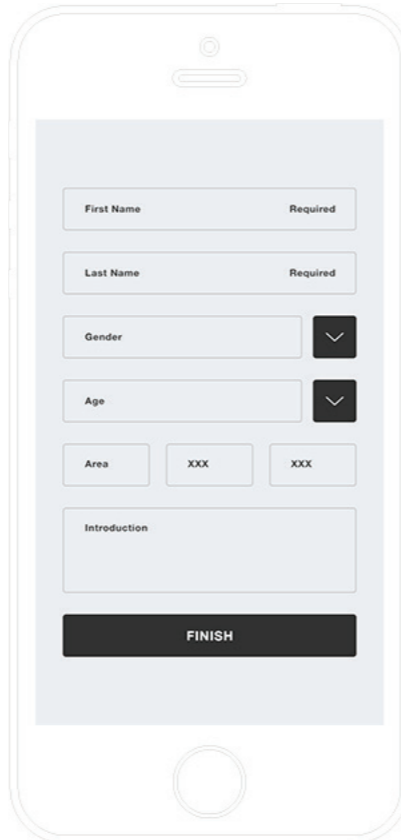 First Name Required
Last Name Required
Gender
Age
Area XXX XXX
Introduction
FINISH